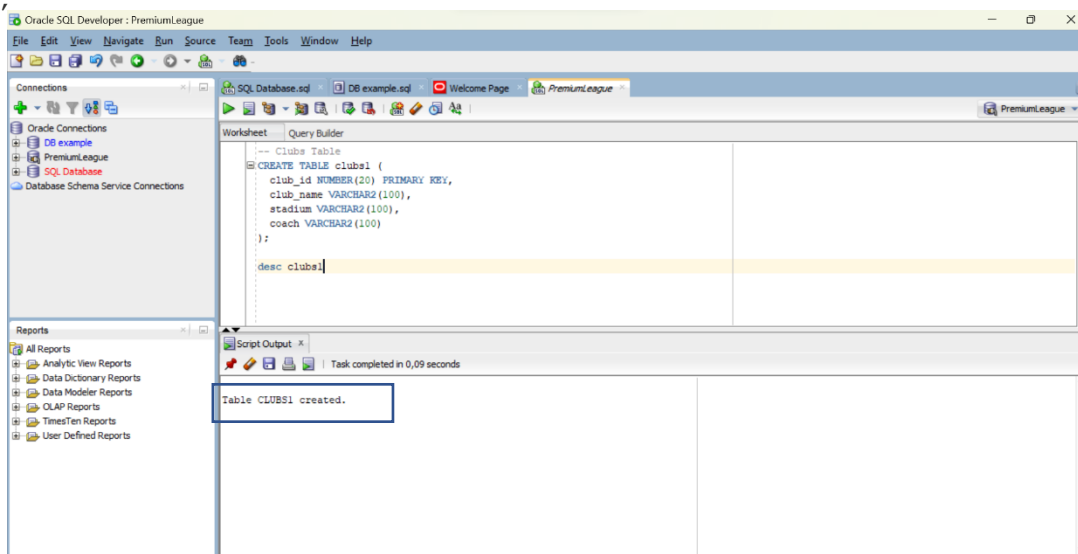 ,
Oracle SQL Developer : PremiumLeague
File Edit View Navigate Run Source Team Tools Window Help
Connections
Oracle Connections
DB example
PremiumLeague
SQL Database
Database Schema Service Connections
SQL Database.sql
DB example.sql
Welcome Page
PremiumLeague
PremiumLeague
Worksheet Query Builder
-- Clubs Table
CREATE TABLE clubs1 (
club_id NUMBER(20) PRIMARY KEY,
club_name VARCHAR2(100),
stadium VARCHAR2(100),
coach VARCHAR2(100)
);
desc clubs1
Reports
All Reports
Analytic View Reports
Data Dictionary Reports
Data Modeler Reports
OLAP Reports
TimesTen Reports
User Defined Reports
Script Output
Task completed in 0,09 seconds
Table CLUBS1 created.